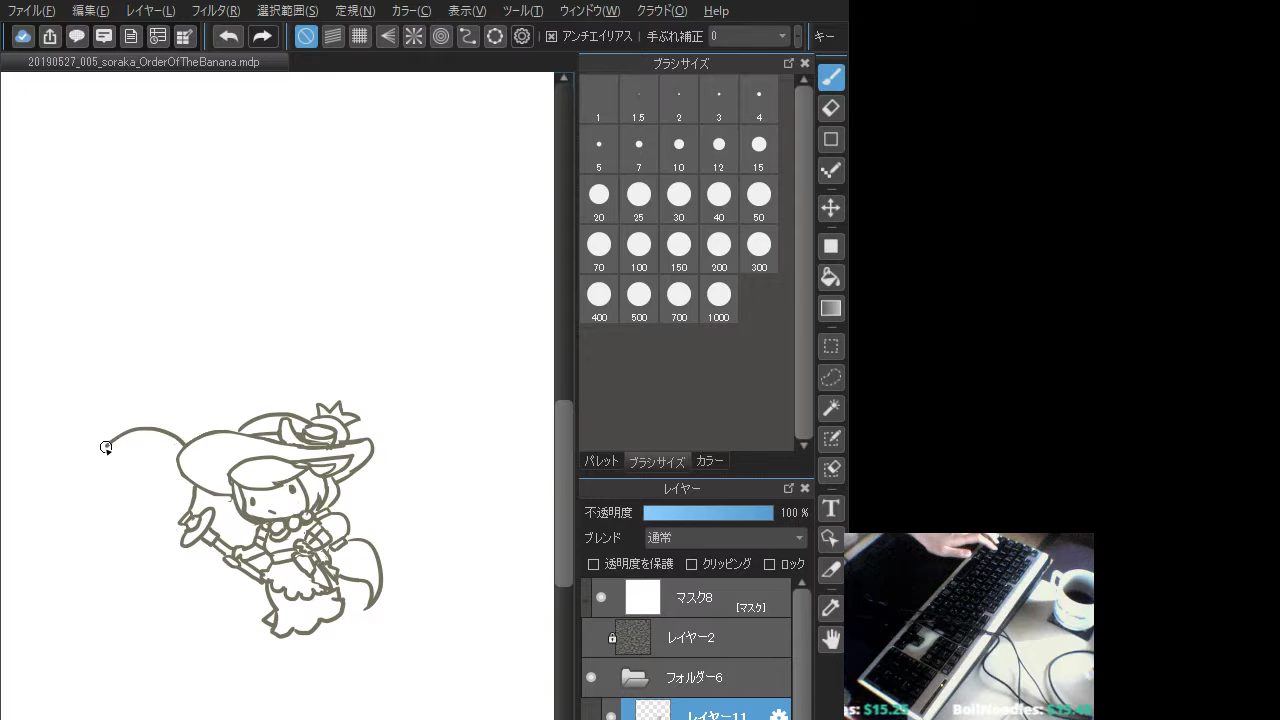 ファイル(F) 編集(E) レイヤー(L) フィルタ(R) 選択範囲(S) 定規(N) カラー(C) 表示(V) ツール(T) ウィンドウ(W) クラウド(O) Help
アンチエイリアス 手ぶれ補正 0 キー
20190527_005_soraka_OrderOfTheBanana.mdp
ブラシサイズ
1 1.5 2 3 4
5 7 10 12 15
20 25 30 40 50
70 100 150 200 300
400 500 700 1000
パレット ブラシサイズ カラー
レイヤー
不透明度 100 %
ブレンド 通常
透明度を保護 クリッピング ロック
マスク8
[マスク]
レイヤー2
フォルダー6
レイヤー11
T
ns: $15.25 BoilNoodles: